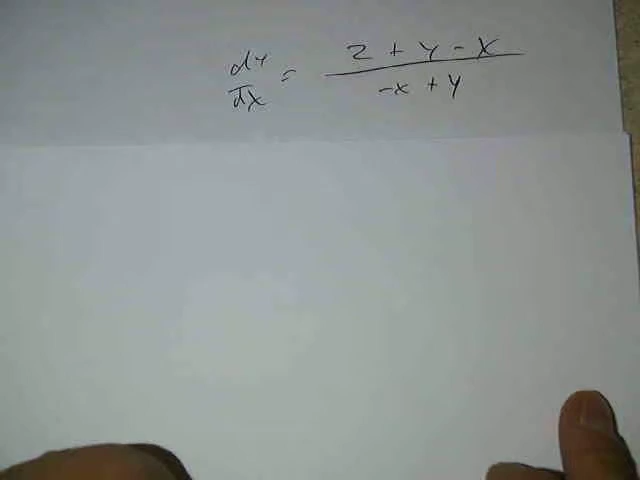 dy/dx = (2 + y - x)/(-x + y)